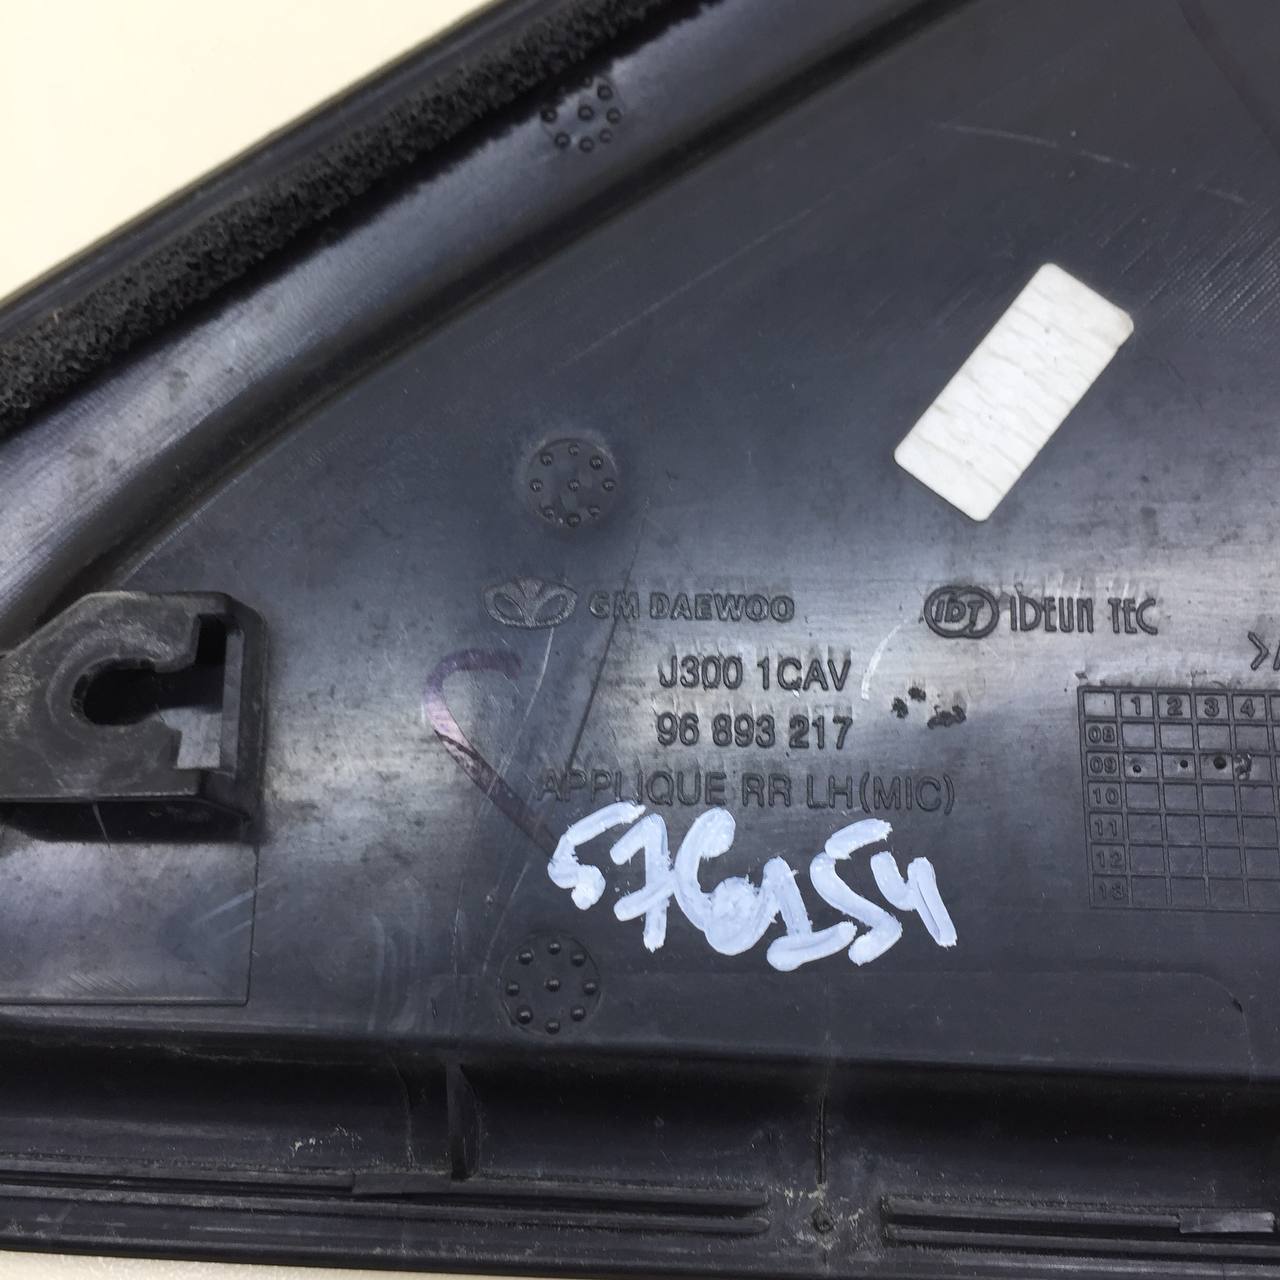 GM DAEWOO
IDT IDEUN TEC
J300 1CAV
96 893 217
APPLIQUE RR LH(MIC)
576154
1 2 3 4
08
09
10
11
12
13